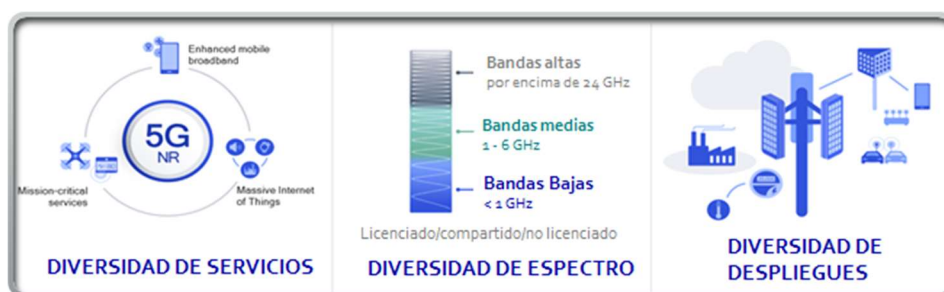 Enhanced mobile
broadband
5G
NR
Mission-critical
services
Massive Internet
of Things
DIVERSIDAD DE SERVICIOS
Bandas altas
por encima de 24 GHz
Bandas medias
1 - 6 GHz
Bandas Bajas
< 1 GHz
Licenciado/compartido/no licenciado
DIVERSIDAD DE ESPECTRO
DIVERSIDAD DE
DESPLIEGUES